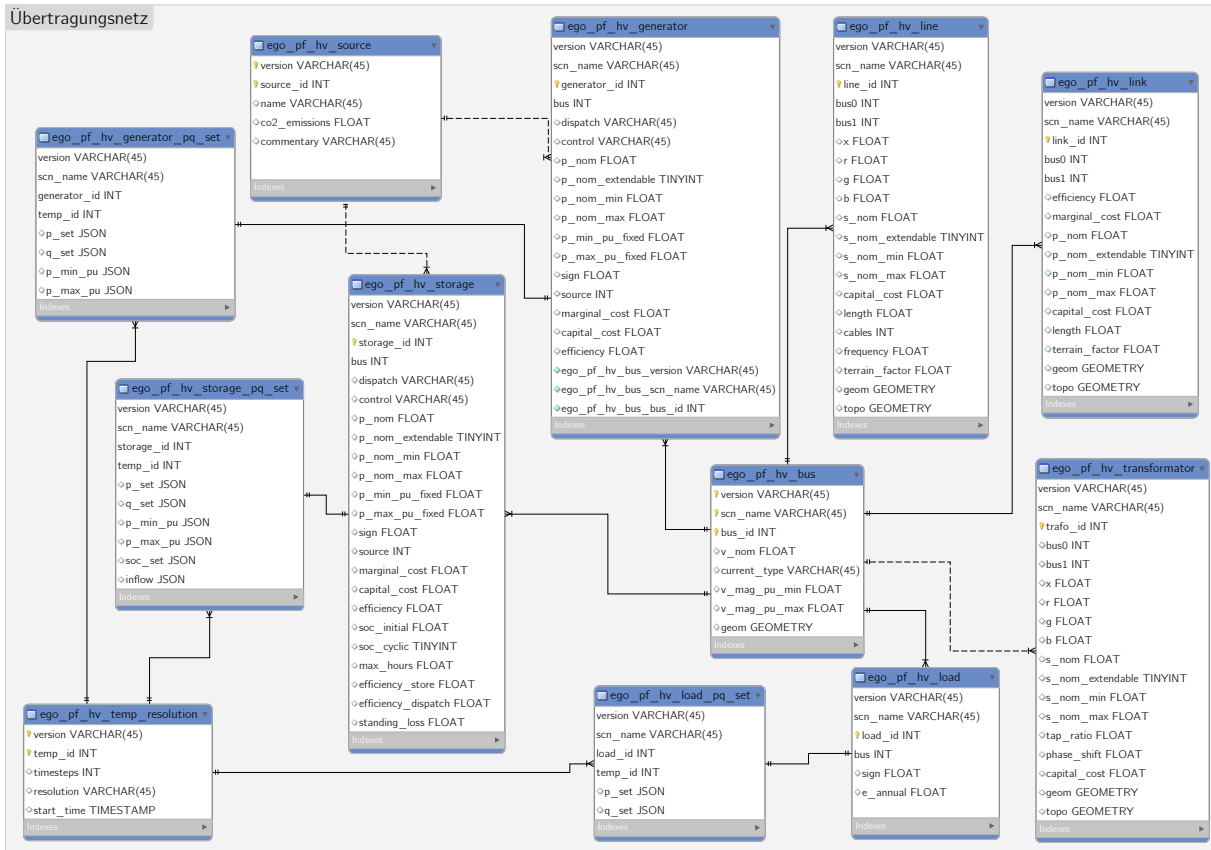 Übertragungsnetz
ego_pf_hv_source
version VARCHAR(45)
source_id INT
name VARCHAR(45)
co2_emissions FLOAT
commentary VARCHAR(45)
Indexes
ego_pf_hv_generator
version VARCHAR(45)
scn_name VARCHAR(45)
generator_id INT
bus INT
dispatch VARCHAR(45)
control VARCHAR(45)
p_nom FLOAT
p_nom_extendable TINYINT
p_nom_min FLOAT
p_nom_max FLOAT
p_min_pu_fixed FLOAT
p_max_pu_fixed FLOAT
sign FLOAT
source INT
marginal_cost FLOAT
capital_cost FLOAT
efficiency FLOAT
ego_pf_hv_bus_version VARCHAR(45)
ego_pf_hv_bus_scn_name VARCHAR(45)
ego_pf_hv_bus_bus_id INT
Indexes
ego_pf_hv_line
version VARCHAR(45)
scn_name VARCHAR(45)
line_id INT
bus0 INT
bus1 INT
x FLOAT
r FLOAT
g FLOAT
b FLOAT
s_nom FLOAT
s_nom_extendable TINYINT
s_nom_min FLOAT
s_nom_max FLOAT
capital_cost FLOAT
length FLOAT
cables INT
frequency FLOAT
terrain_factor FLOAT
geom GEOMETRY
topo GEOMETRY
Indexes
ego_pf_hv_link
version VARCHAR(45)
scn_name VARCHAR(45)
link_id INT
bus0 INT
bus1 INT
efficiency FLOAT
marginal_cost FLOAT
p_nom FLOAT
p_nom_extendable TINYINT
p_nom_min FLOAT
p_nom_max FLOAT
capital_cost FLOAT
length FLOAT
terrain_factor FLOAT
geom GEOMETRY
topo GEOMETRY
Indexes
ego_pf_hv_generator_pq_set
version VARCHAR(45)
scn_name VARCHAR(45)
generator_id INT
temp_id INT
p_set JSON
q_set JSON
p_min_pu JSON
p_max_pu JSON
Indexes
ego_pf_hv_storage
version VARCHAR(45)
scn_name VARCHAR(45)
storage_id INT
bus INT
dispatch VARCHAR(45)
control VARCHAR(45)
p_nom FLOAT
p_nom_extendable TINYINT
p_nom_min FLOAT
p_nom_max FLOAT
p_min_pu_fixed FLOAT
p_max_pu_fixed FLOAT
sign FLOAT
source INT
marginal_cost FLOAT
capital_cost FLOAT
efficiency FLOAT
soc_initial FLOAT
soc_cyclic TINYINT
max_hours FLOAT
efficiency_store FLOAT
efficiency_dispatch FLOAT
standing_loss FLOAT
Indexes
ego_pf_hv_storage_pq_set
version VARCHAR(45)
scn_name VARCHAR(45)
storage_id INT
temp_id INT
p_set JSON
q_set JSON
p_min_pu JSON
p_max_pu JSON
soc_set JSON
inflow JSON
Indexes
ego_pf_hv_bus
version VARCHAR(45)
scn_name VARCHAR(45)
bus_id INT
v_nom FLOAT
current_type VARCHAR(45)
v_mag_pu_min FLOAT
v_mag_pu_max FLOAT
geom GEOMETRY
Indexes
ego_pf_hv_transformator
version VARCHAR(45)
scn_name VARCHAR(45)
trafo_id INT
bus0 INT
bus1 INT
x FLOAT
r FLOAT
g FLOAT
b FLOAT
s_nom FLOAT
s_nom_extendable TINYINT
s_nom_min FLOAT
s_nom_max FLOAT
tap_ratio FLOAT
phase_shift FLOAT
capital_cost FLOAT
geom GEOMETRY
topo GEOMETRY
Indexes
ego_pf_hv_temp_resolution
version VARCHAR(45)
temp_id INT
timesteps INT
resolution VARCHAR(45)
start_time TIMESTAMP
Indexes
ego_pf_hv_load_pq_set
version VARCHAR(45)
scn_name VARCHAR(45)
load_id INT
temp_id INT
p_set JSON
q_set JSON
Indexes
ego_pf_hv_load
version VARCHAR(45)
scn_name VARCHAR(45)
load_id INT
bus INT
sign FLOAT
e_annual FLOAT
Indexes